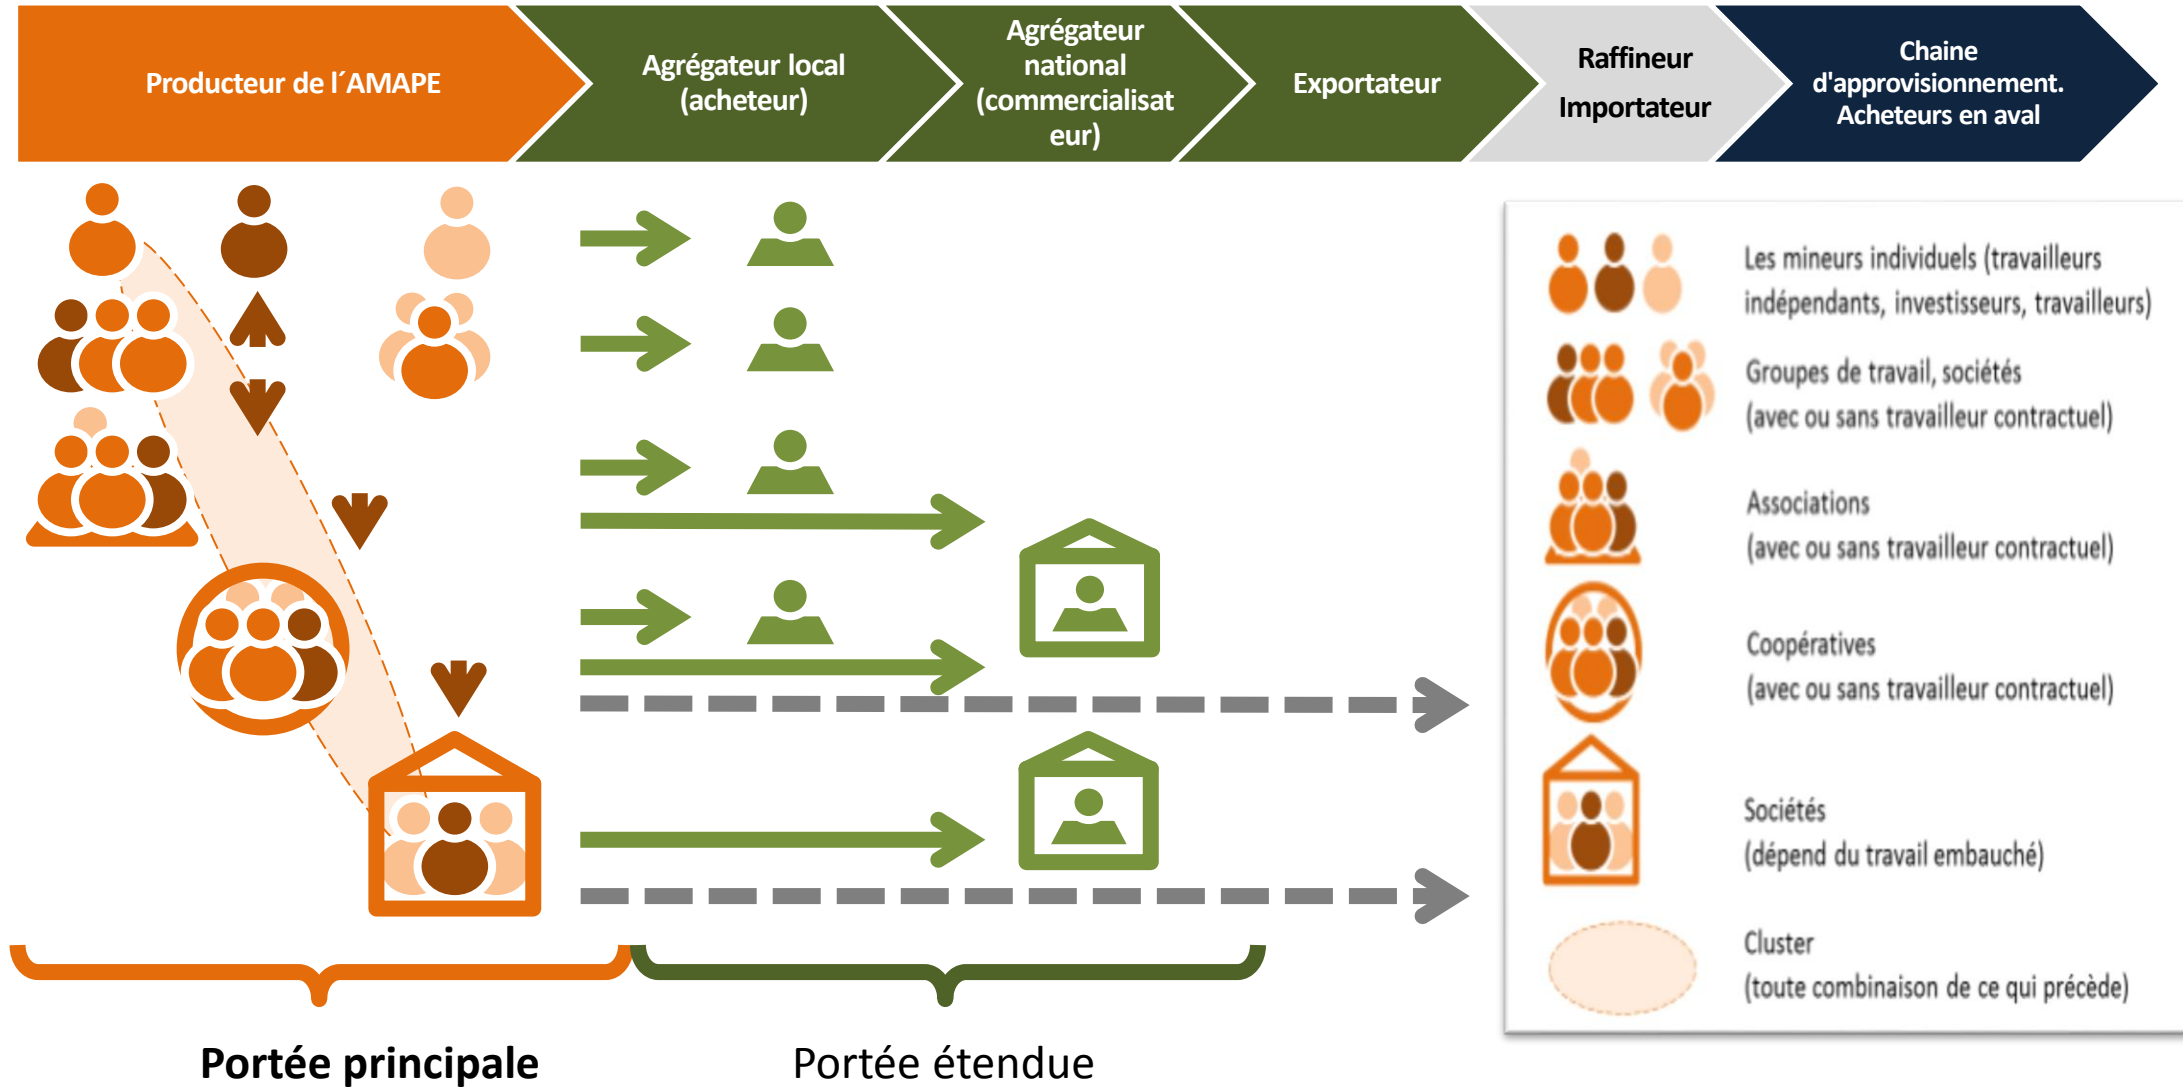 Producteur de l´AMAPE
Agrégateur local
(acheteur)
Agrégateur
national
(commercialisat
eur)
Exportateur
Raffineur
Importateur
Chaine
d'approvisionnement.
Acheteurs en aval
Les mineurs individuels (travailleurs
indépendants, investisseurs, travailleurs)
Groupes de travail, sociétés
(avec ou sans travailleur contractuel)
Associations
(avec ou sans travailleur contractuel)
Coopératives
(avec ou sans travailleur contractuel)
Sociétés
(dépend du travail embauché)
Cluster
(toute combinaison de ce qui précède)
Portée principale
Portée étendue